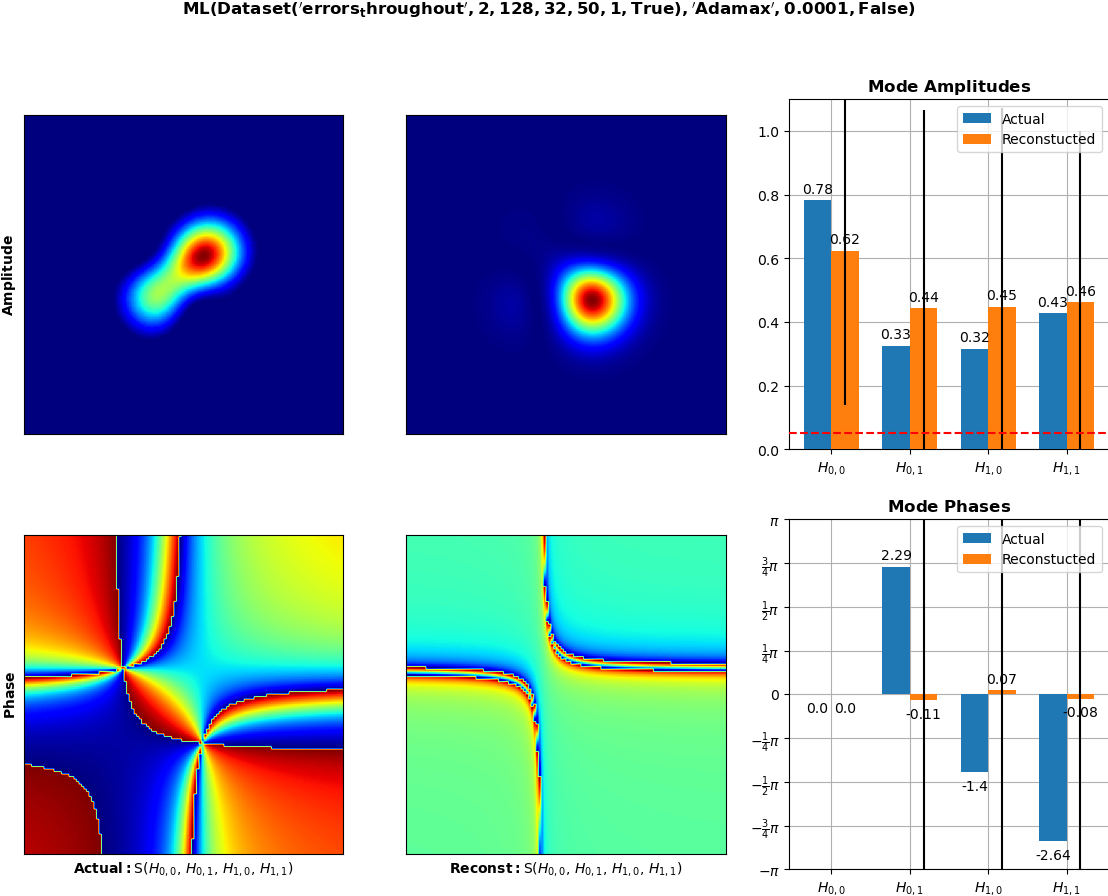 ML(Dataset('errors_throughout', 2, 128, 32, 50, 1, True), 'Adamax', 0.0001, False)
Amplitude
Mode Amplitudes
Actual
Reconstucted
1.0
0.8
0.6
0.4
0.2
0.0
0.78
0.62
0.33
0.44
0.32
0.45
0.43
0.46
H0,0
H0,1
H1,0
H1,1
Phase
Actual: S(H0,0, H0,1, H1,0, H1,1)
Reconst: S(H0,0, H0,1, H1,0, H1,1)
Mode Phases
Actual
Reconstucted
π
3/4π
1/2π
1/4π
0
−1/4π
−1/2π
−3/4π
−π
0.0
0.0
2.29
-0.11
-1.4
0.07
-2.64
-0.08
H0,0
H0,1
H1,0
H1,1